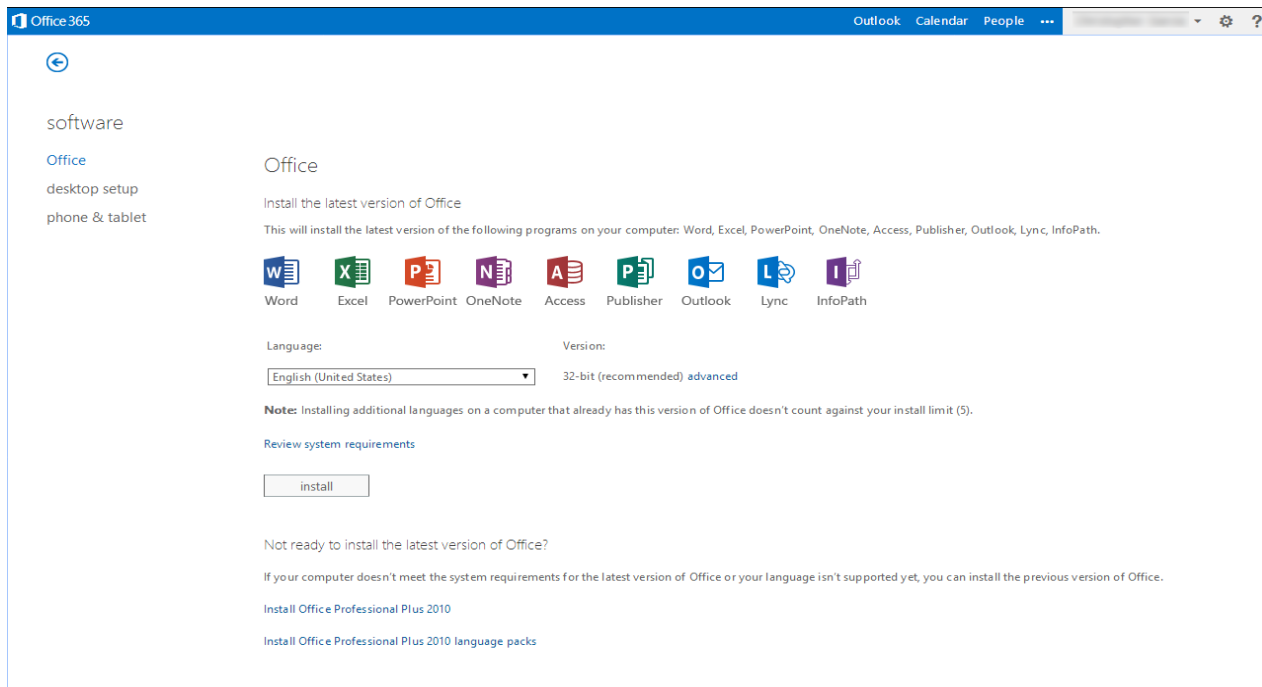 Office 365
Outlook Calendar People ...
?
software
Office
desktop setup
phone & tablet
Office
Install the latest version of Office
This will install the latest version of the following programs on your computer: Word, Excel, PowerPoint, OneNote, Access, Publisher, Outlook, Lync, InfoPath.
Word Excel PowerPoint OneNote Access Publisher Outlook Lync InfoPath
Language: Version:
English (United States) 32-bit (recommended) advanced
Note: Installing additional languages on a computer that already has this version of Office doesn't count against your install limit (5).
Review system requirements
install
Not ready to install the latest version of Office?
If your computer doesn't meet the system requirements for the latest version of Office or your language isn't supported yet, you can install the previous version of Office.
Install Office Professional Plus 2010
Install Office Professional Plus 2010 language packs